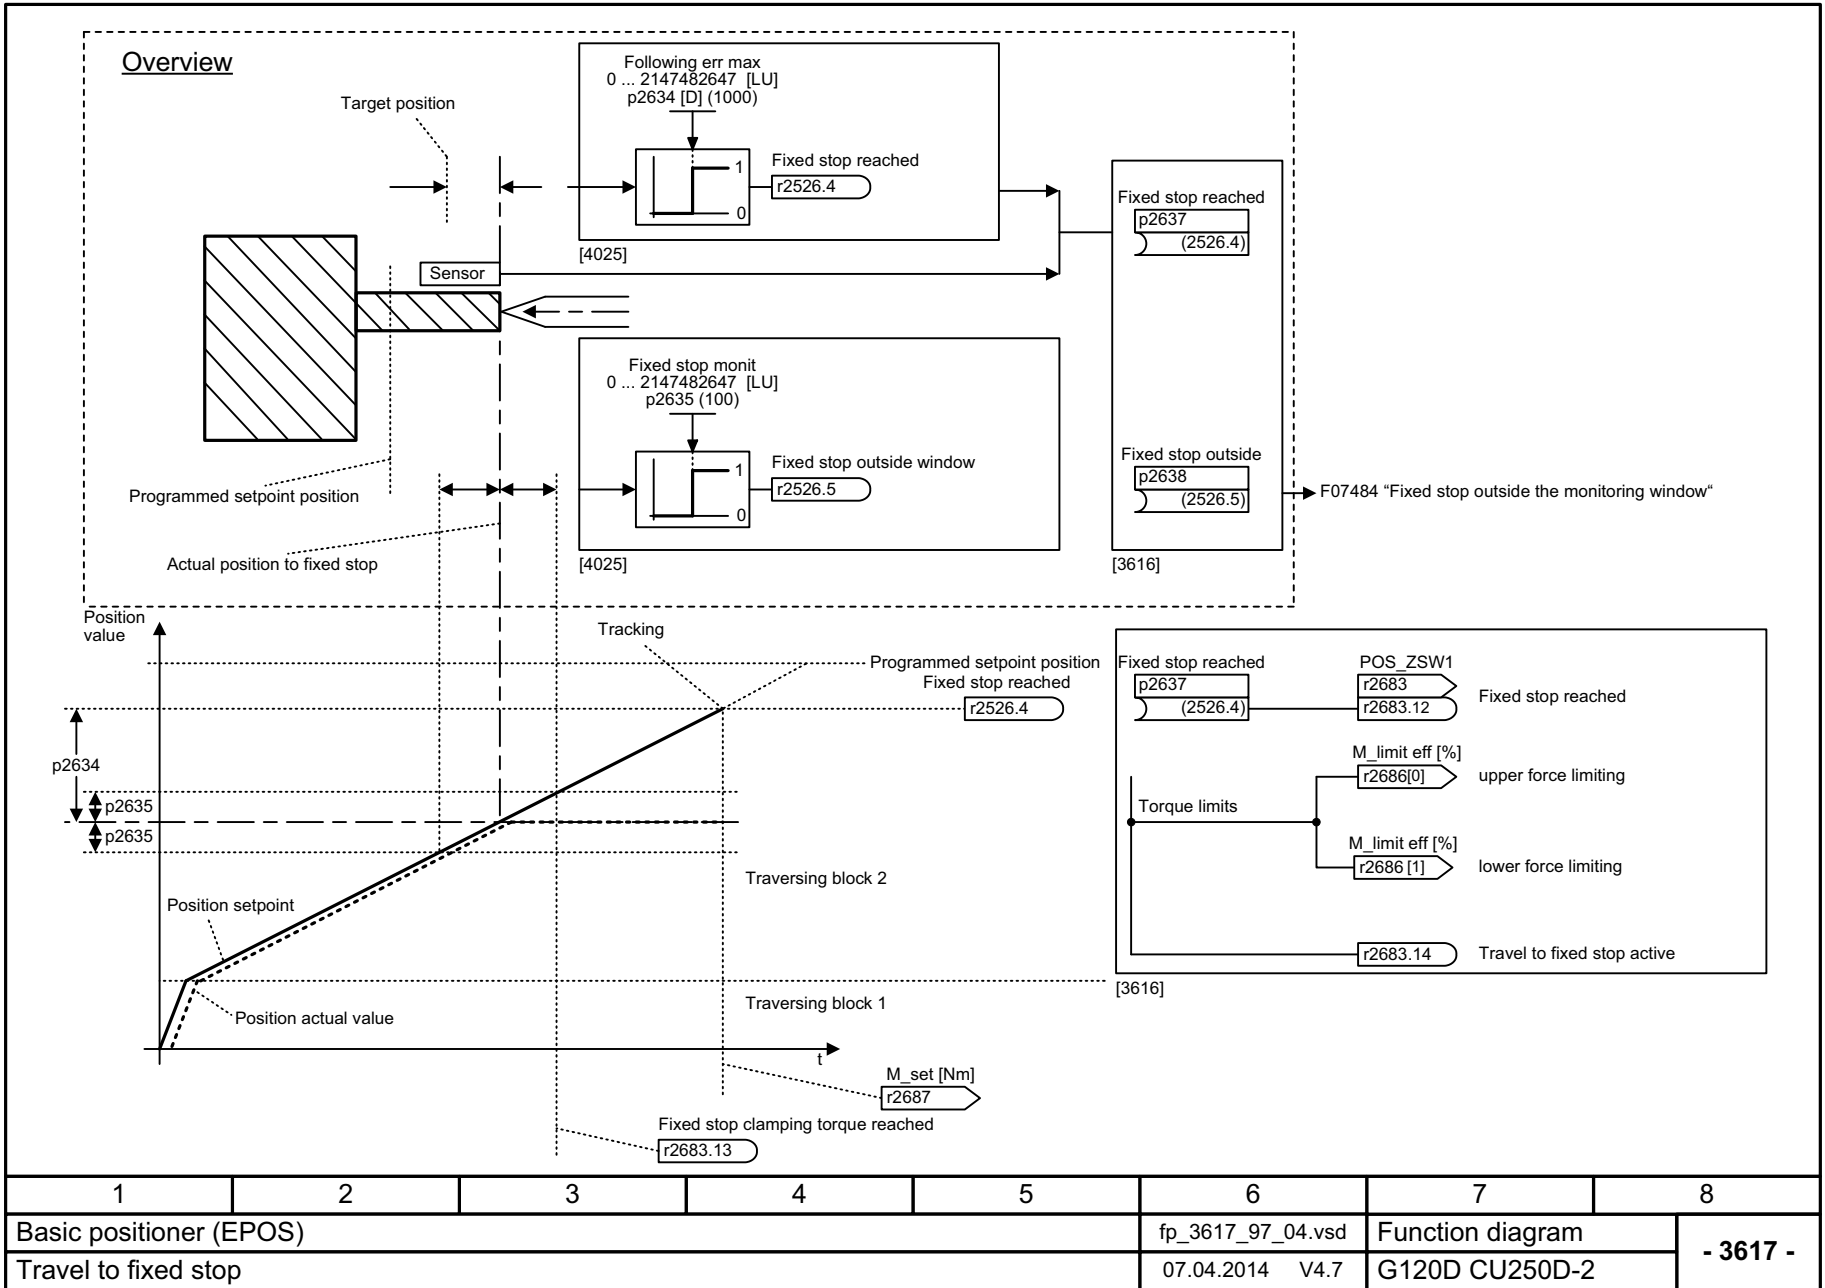 Overview
Target position
Following err max
0 ... 2147482647 [LU]
p2634 [D] (1000)
1
0
Fixed stop reached
r2526.4
[4025]
Sensor
Fixed stop reached
p2637
(2526.4)
Fixed stop monit
0 ... 2147482647 [LU]
p2635 (100)
1
0
Fixed stop outside window
r2526.5
[4025]
Fixed stop outside
p2638
(2526.5)
F07484 “Fixed stop outside the monitoring window“
[3616]
Programmed setpoint position
Actual position to fixed stop
Position
value
Tracking
Programmed setpoint position
Fixed stop reached
r2526.4
p2634
p2635
p2635
Position setpoint
Position actual value
Traversing block 2
Traversing block 1
t
M_set [Nm]
r2687
Fixed stop clamping torque reached
r2683.13
Fixed stop reached
p2637
(2526.4)
POS_ZSW1
r2683
r2683.12
Fixed stop reached
M_limit eff [%]
r2686[0]
upper force limiting
Torque limits
M_limit eff [%]
r2686 [1]
lower force limiting
r2683.14
Travel to fixed stop active
[3616]
1 2 3 4 5 6 7 8
Basic positioner (EPOS)
fp_3617_97_04.vsd
Function diagram
- 3617 -
Travel to fixed stop
07.04.2014 V4.7
G120D CU250D-2